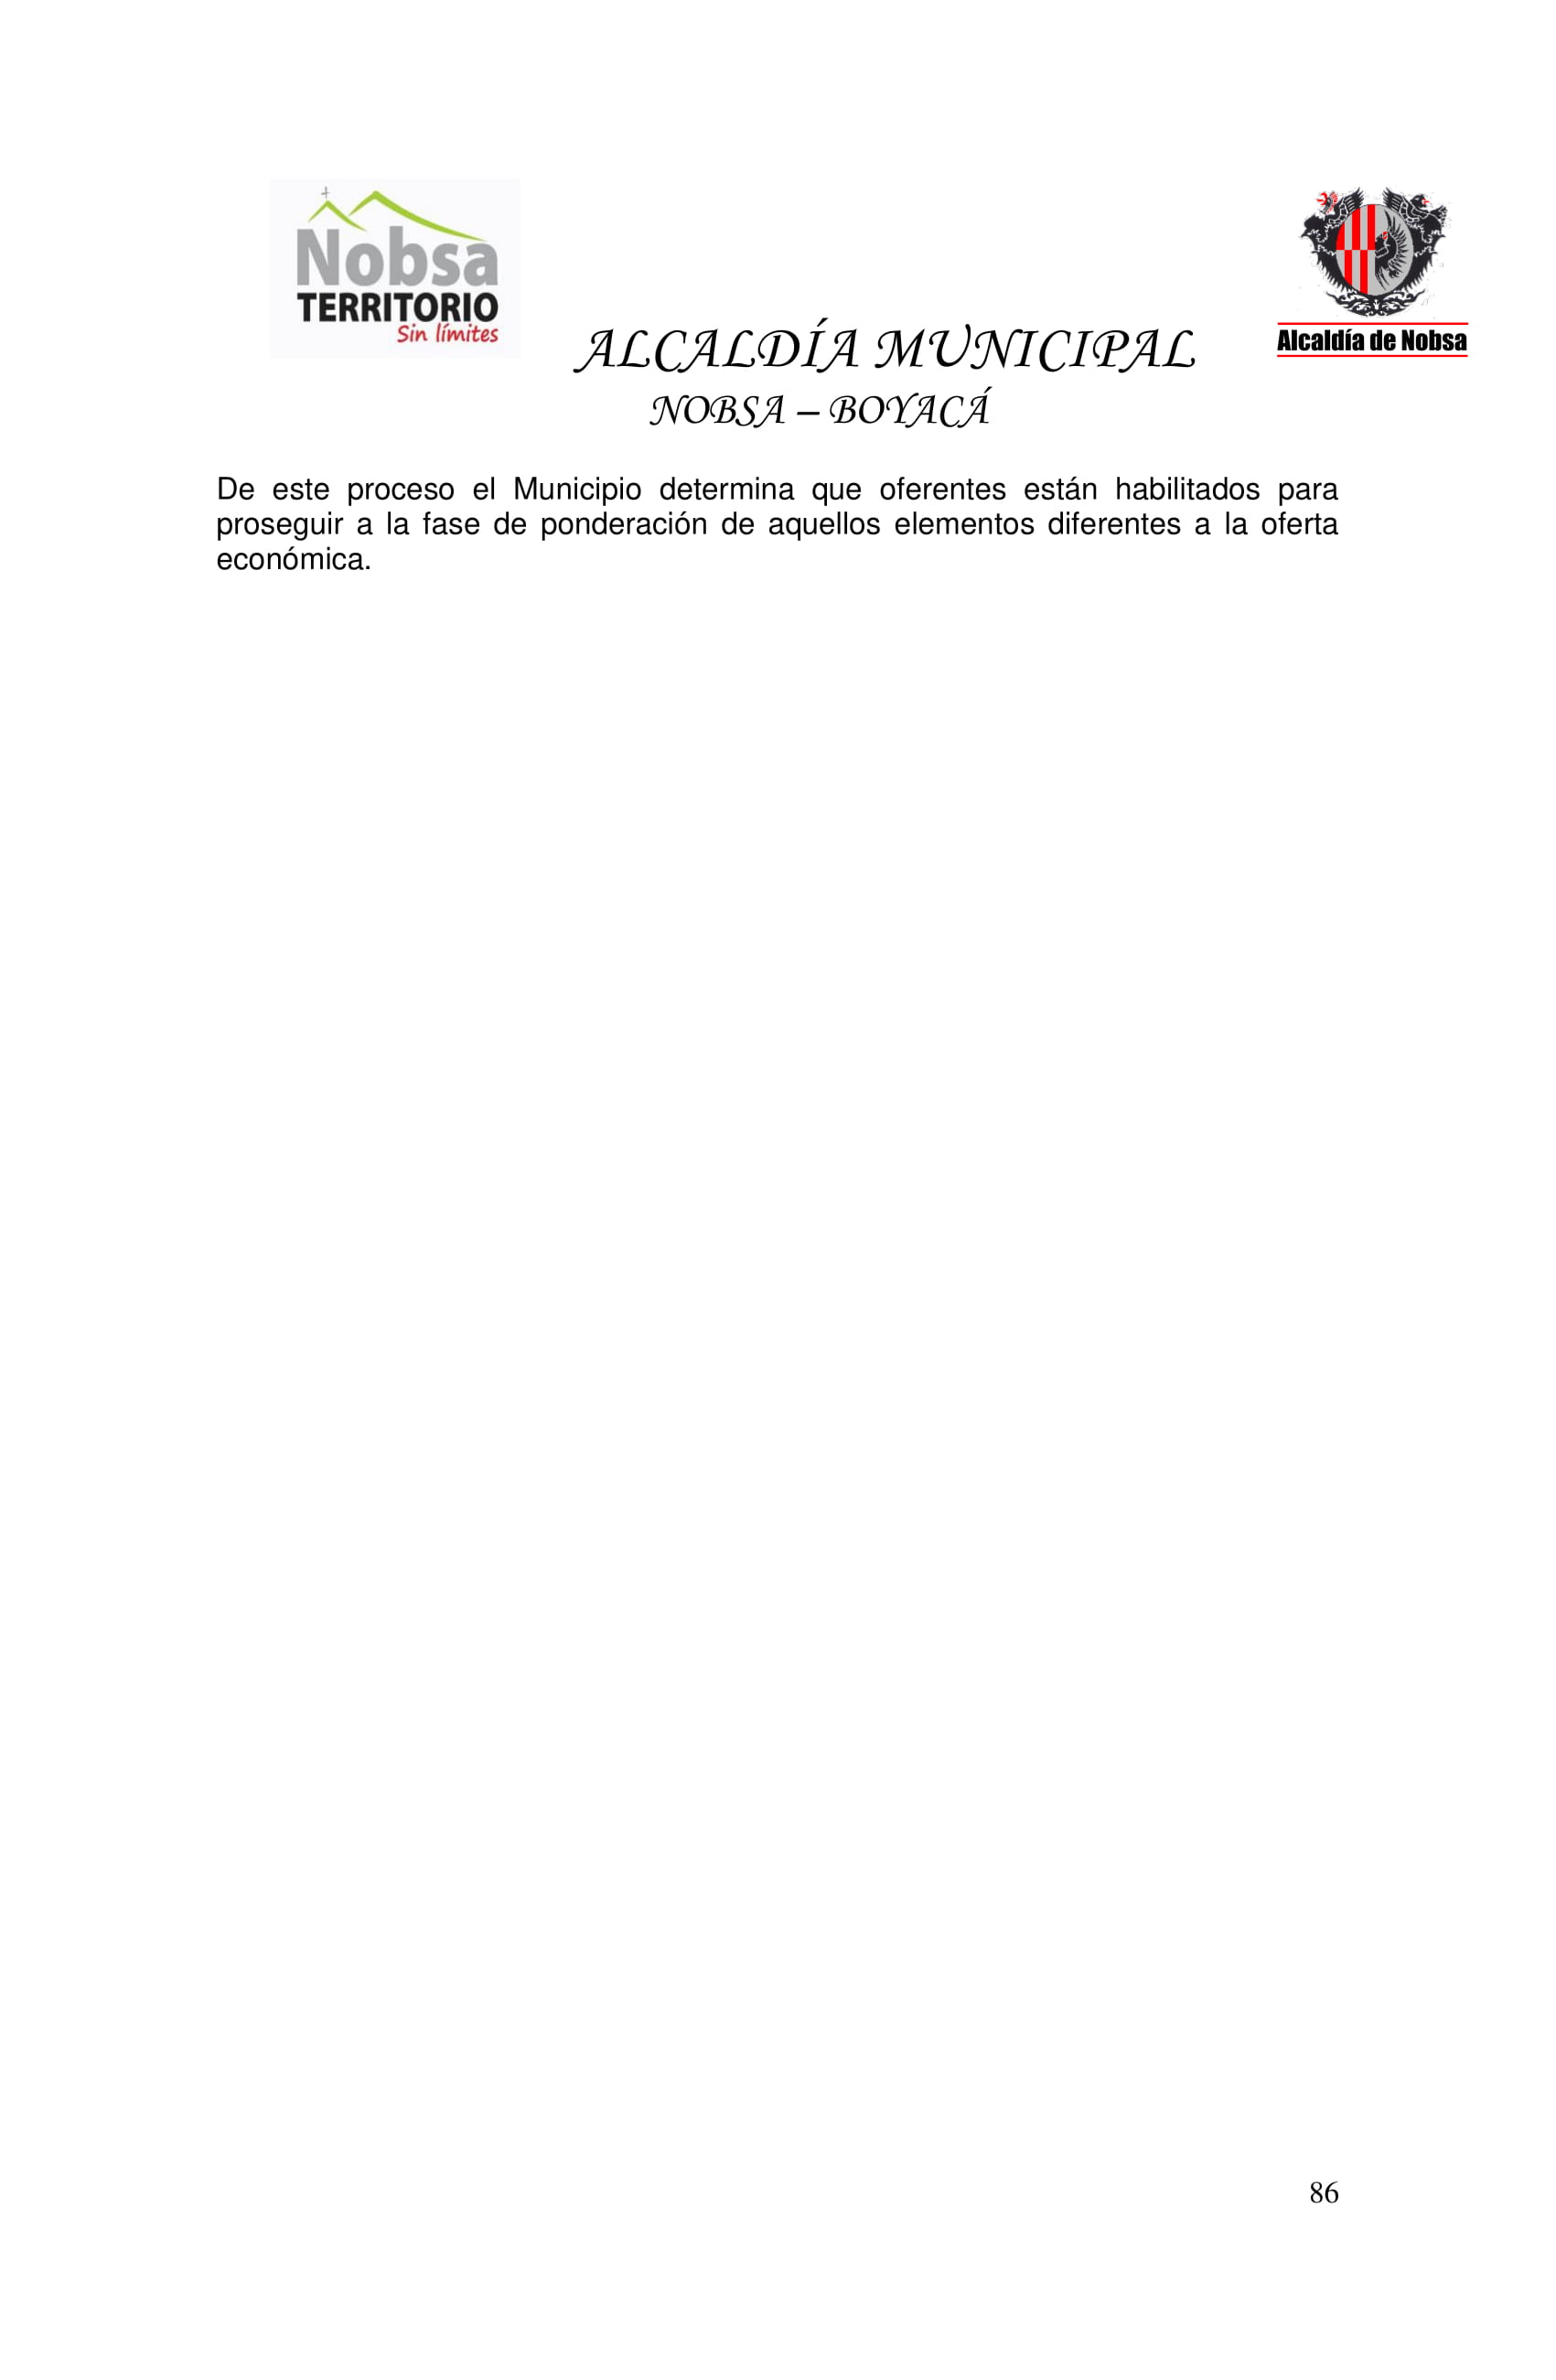 Nobsa
TERRITORIO
Sin límites
Alcaldía de Nobsa
ALCALDÍA MUNICIPAL
NOBSA – BOYACÁ
De este proceso el Municipio determina que oferentes están habilitados para
proseguir a la fase de ponderación de aquellos elementos diferentes a la oferta
económica.
86